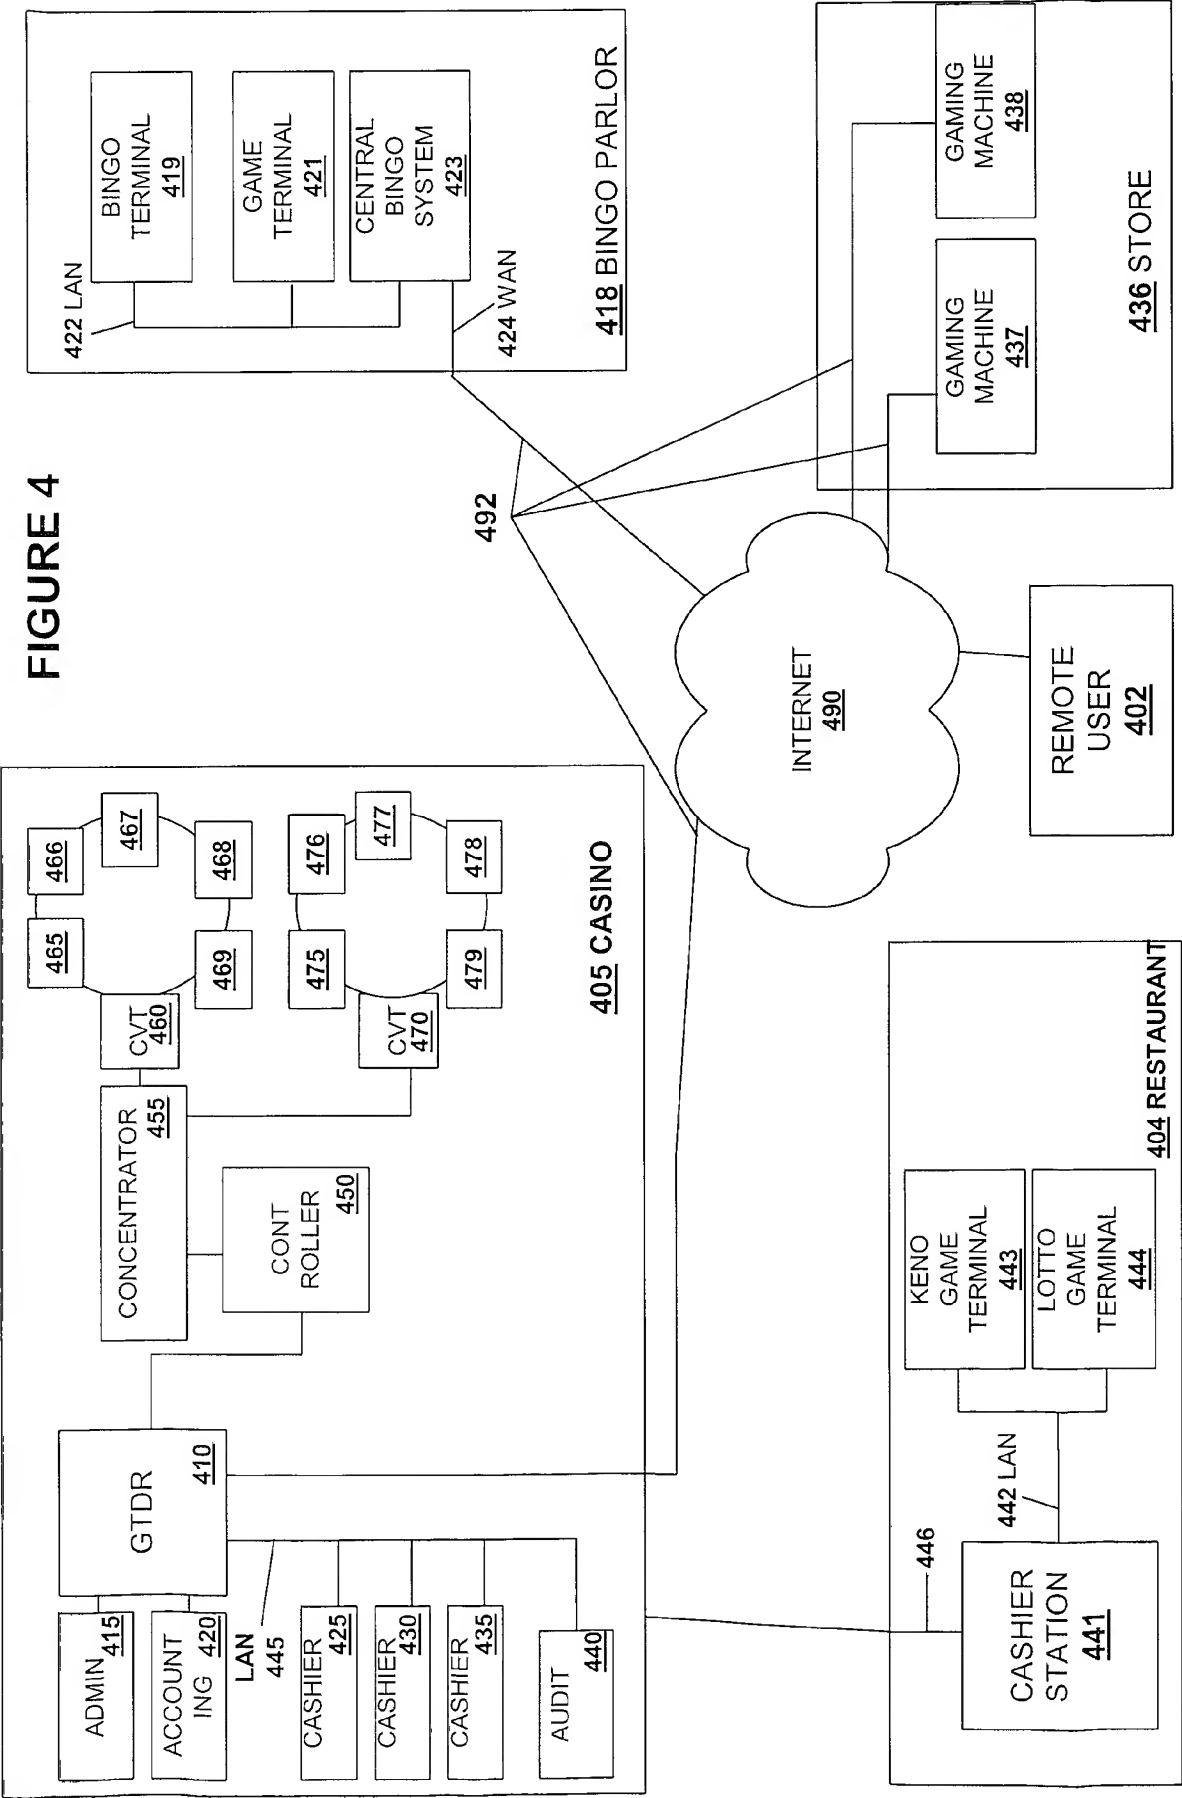 FIGURE 4
ADMIN
415
ACCOUNT
ING
420
GTDR
410
LAN
445
CASHIER
425
CASHIER
430
CASHIER
435
AUDIT
440
CONCENTRATOR
455
CONT
ROLLER
450
CVT
460
465
466
467
468
469
CVT
470
475
476
477
478
479
405 CASINO
422 LAN
BINGO
TERMINAL
419
GAME
TERMINAL
421
CENTRAL
BINGO
SYSTEM
423
424 WAN
418 BINGO PARLOR
492
INTERNET
490
REMOTE
USER
402
GAMING
MACHINE
437
GAMING
MACHINE
438
436 STORE
446
CASHIER
STATION
441
442 LAN
KENO
GAME
TERMINAL
443
LOTTO
GAME
TERMINAL
444
404 RESTAURANT